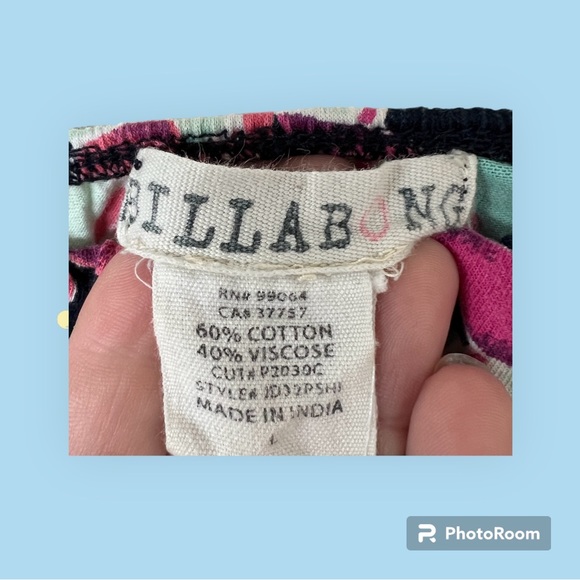 BILLABONG
RN# 99064
CA# 37757
60% COTTON
40% VISCOSE
CUT# P2030C
STYLE# JD32PSHI
MADE IN INDIA
L
PhotoRoom